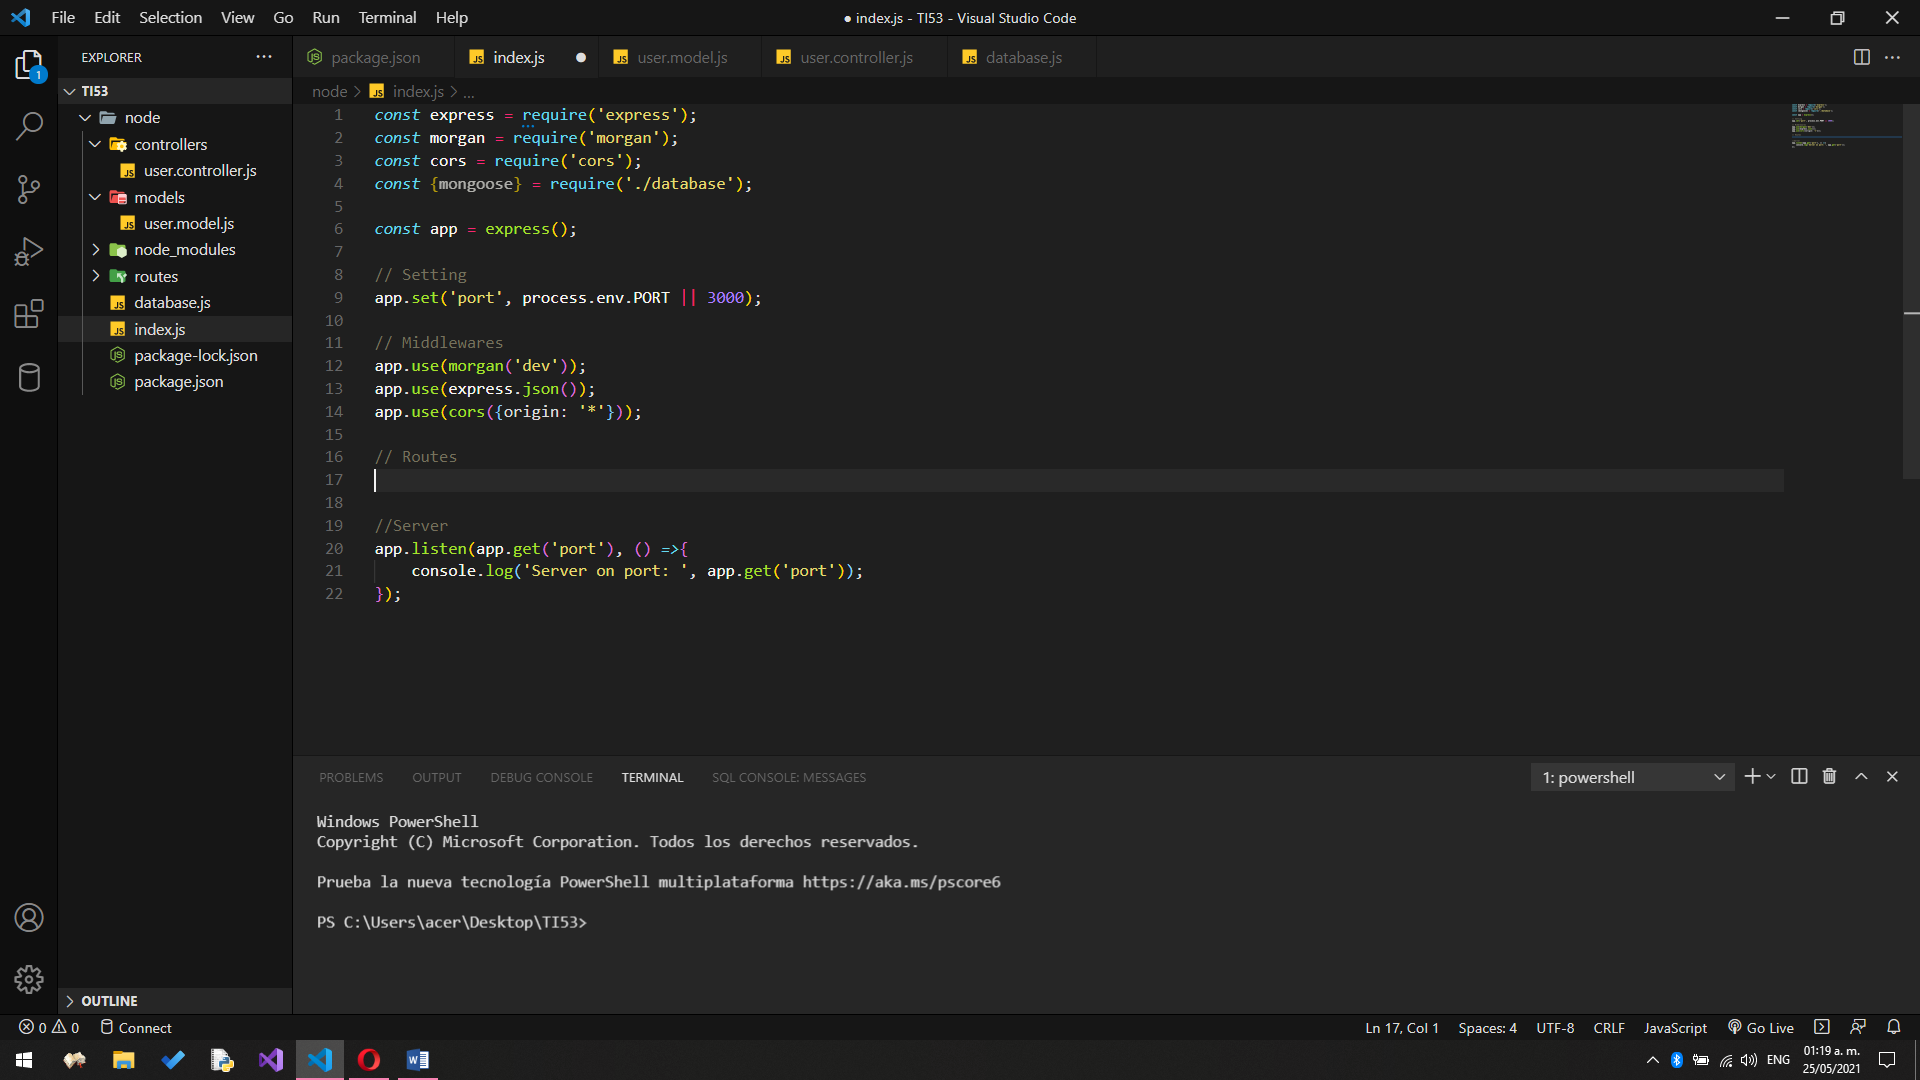 File Edit Selection View Go Run Terminal Help
● index.js - TI53 - Visual Studio Code
EXPLORER
package.json index.js user.model.js user.controller.js database.js
TI53
node > index.js > ...
node
controllers
user.controller.js
models
user.model.js
node_modules
routes
database.js
index.js
package-lock.json
package.json
OUTLINE
1 const express = require('express');
2 const morgan = require('morgan');
3 const cors = require('cors');
4 const {mongoose} = require('./database');
5
6 const app = express();
7
8 // Setting
9 app.set('port', process.env.PORT || 3000);
10
11 // Middlewares
12 app.use(morgan('dev'));
13 app.use(express.json());
14 app.use(cors({origin: '*'}));
15
16 // Routes
17
18
19 //Server
20 app.listen(app.get('port'), () =>{
21 console.log('Server on port: ', app.get('port'));
22 });
PROBLEMS OUTPUT DEBUG CONSOLE TERMINAL SQL CONSOLE: MESSAGES
1: powershell
Windows PowerShell
Copyright (C) Microsoft Corporation. Todos los derechos reservados.
Prueba la nueva tecnología PowerShell multiplataforma https://aka.ms/pscore6
PS C:\Users\acer\Desktop\TI53>
0 0 Connect
Ln 17, Col 1 Spaces: 4 UTF-8 CRLF JavaScript Go Live
ENG
01:19 a. m.
25/05/2021